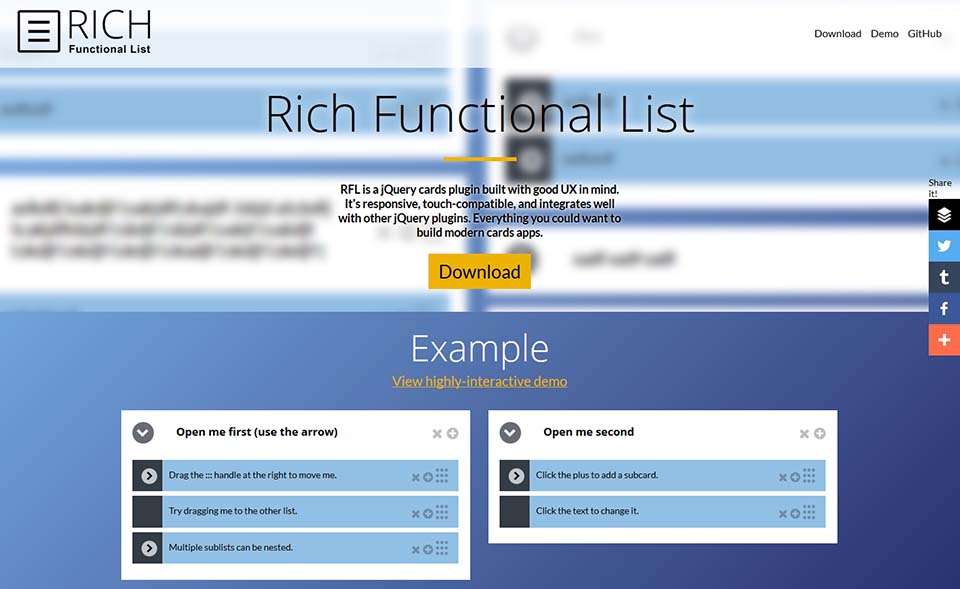 RICH
Functional List
Download Demo GitHub
Rich Functional List
RFL is a jQuery cards plugin built with good UX in mind.
It's responsive, touch-compatible, and integrates well
with other jQuery plugins. Everything you could want to
build modern cards apps.
Download
Share
it!
Example
View highly-interactive demo
Open me first (use the arrow)
Drag the ::: handle at the right to move me.
Try dragging me to the other list.
Multiple sublists can be nested.
Open me second
Click the plus to add a subcard.
Click the text to change it.